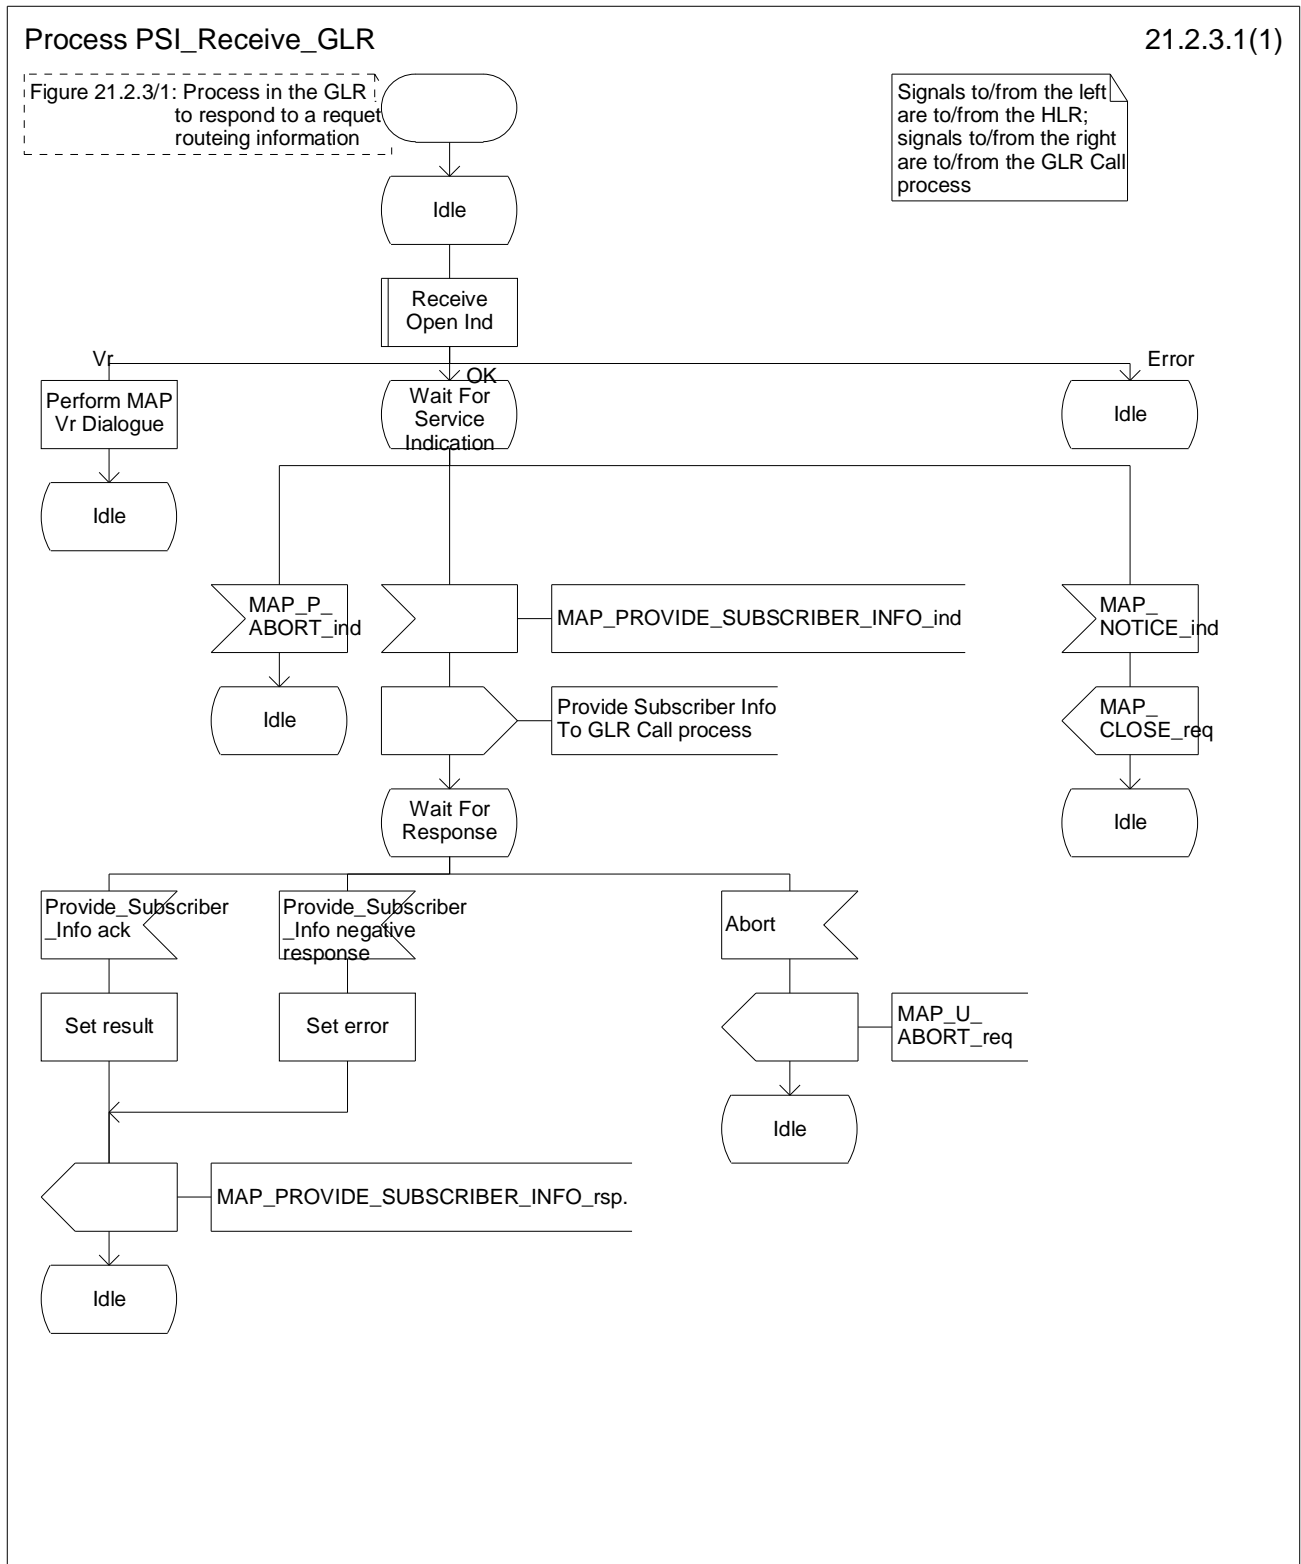 Process PSI_Receive_GLR
21.2.3.1(1)
Figure 21.2.3/1: Process in the GLR
to respond to a requet
routeing information
Signals to/from the left
are to/from the HLR;
signals to/from the right
are to/from the GLR Call
process
Idle
Receive
Open Ind
Vr
OK
Error
Perform MAP
Vr Dialogue
Wait For
Service
Indication
Idle
Idle
MAP_P_
ABORT_ind
MAP_PROVIDE_SUBSCRIBER_INFO_ind
MAP_
NOTICE_ind
Idle
Provide Subscriber Info
To GLR Call process
MAP_
CLOSE_req
Wait For
Response
Idle
Provide_Subscriber
_Info ack
Provide_Subscriber
_Info negative
response
Abort
Set result
Set error
MAP_U_
ABORT_req
Idle
MAP_PROVIDE_SUBSCRIBER_INFO_rsp.
Idle